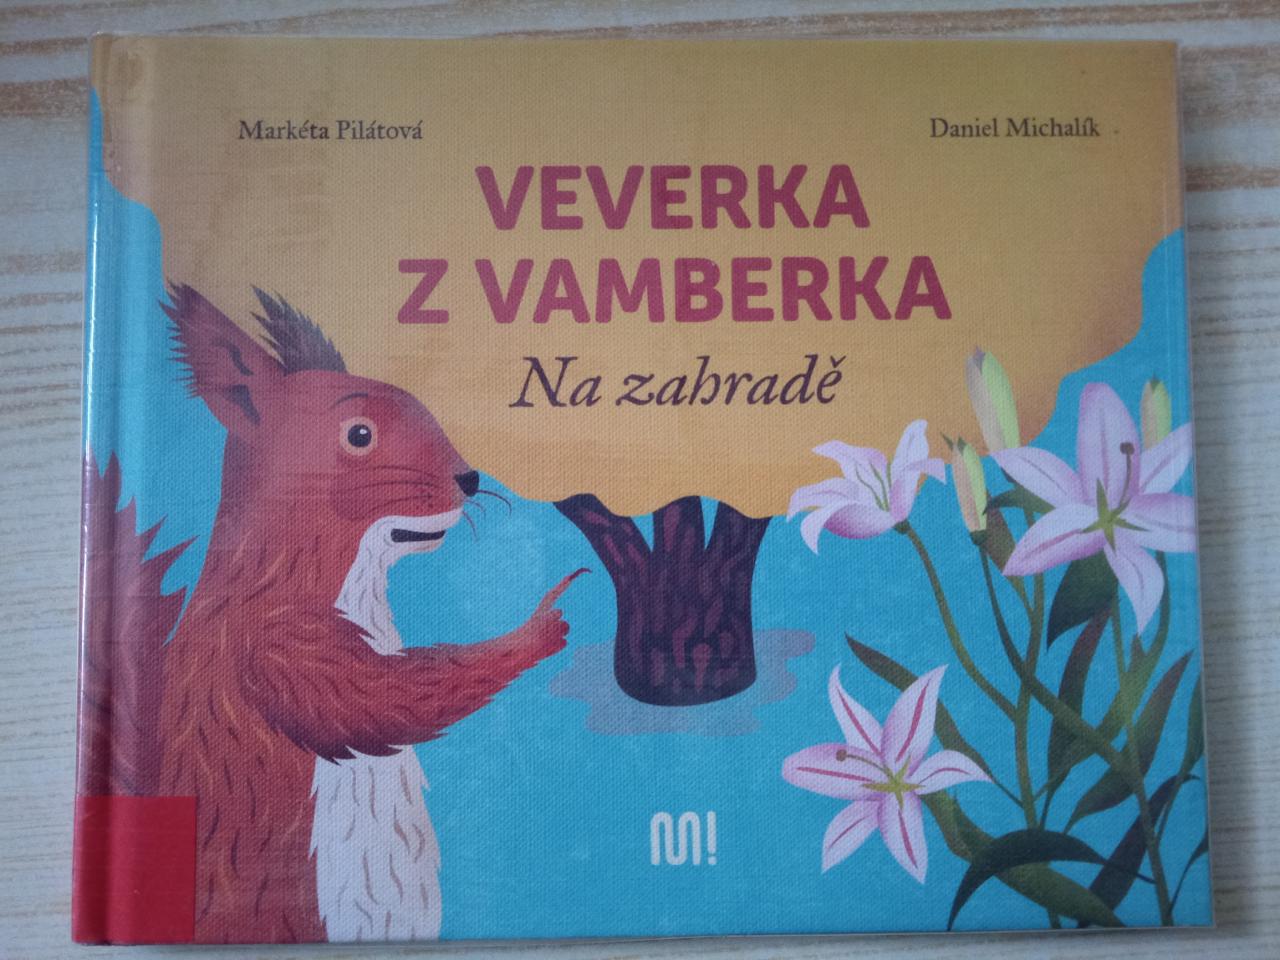 Markéta Pilátová
Daniel Michalík
VEVERKA
Z VAMBERKA
Na zahradě
M!